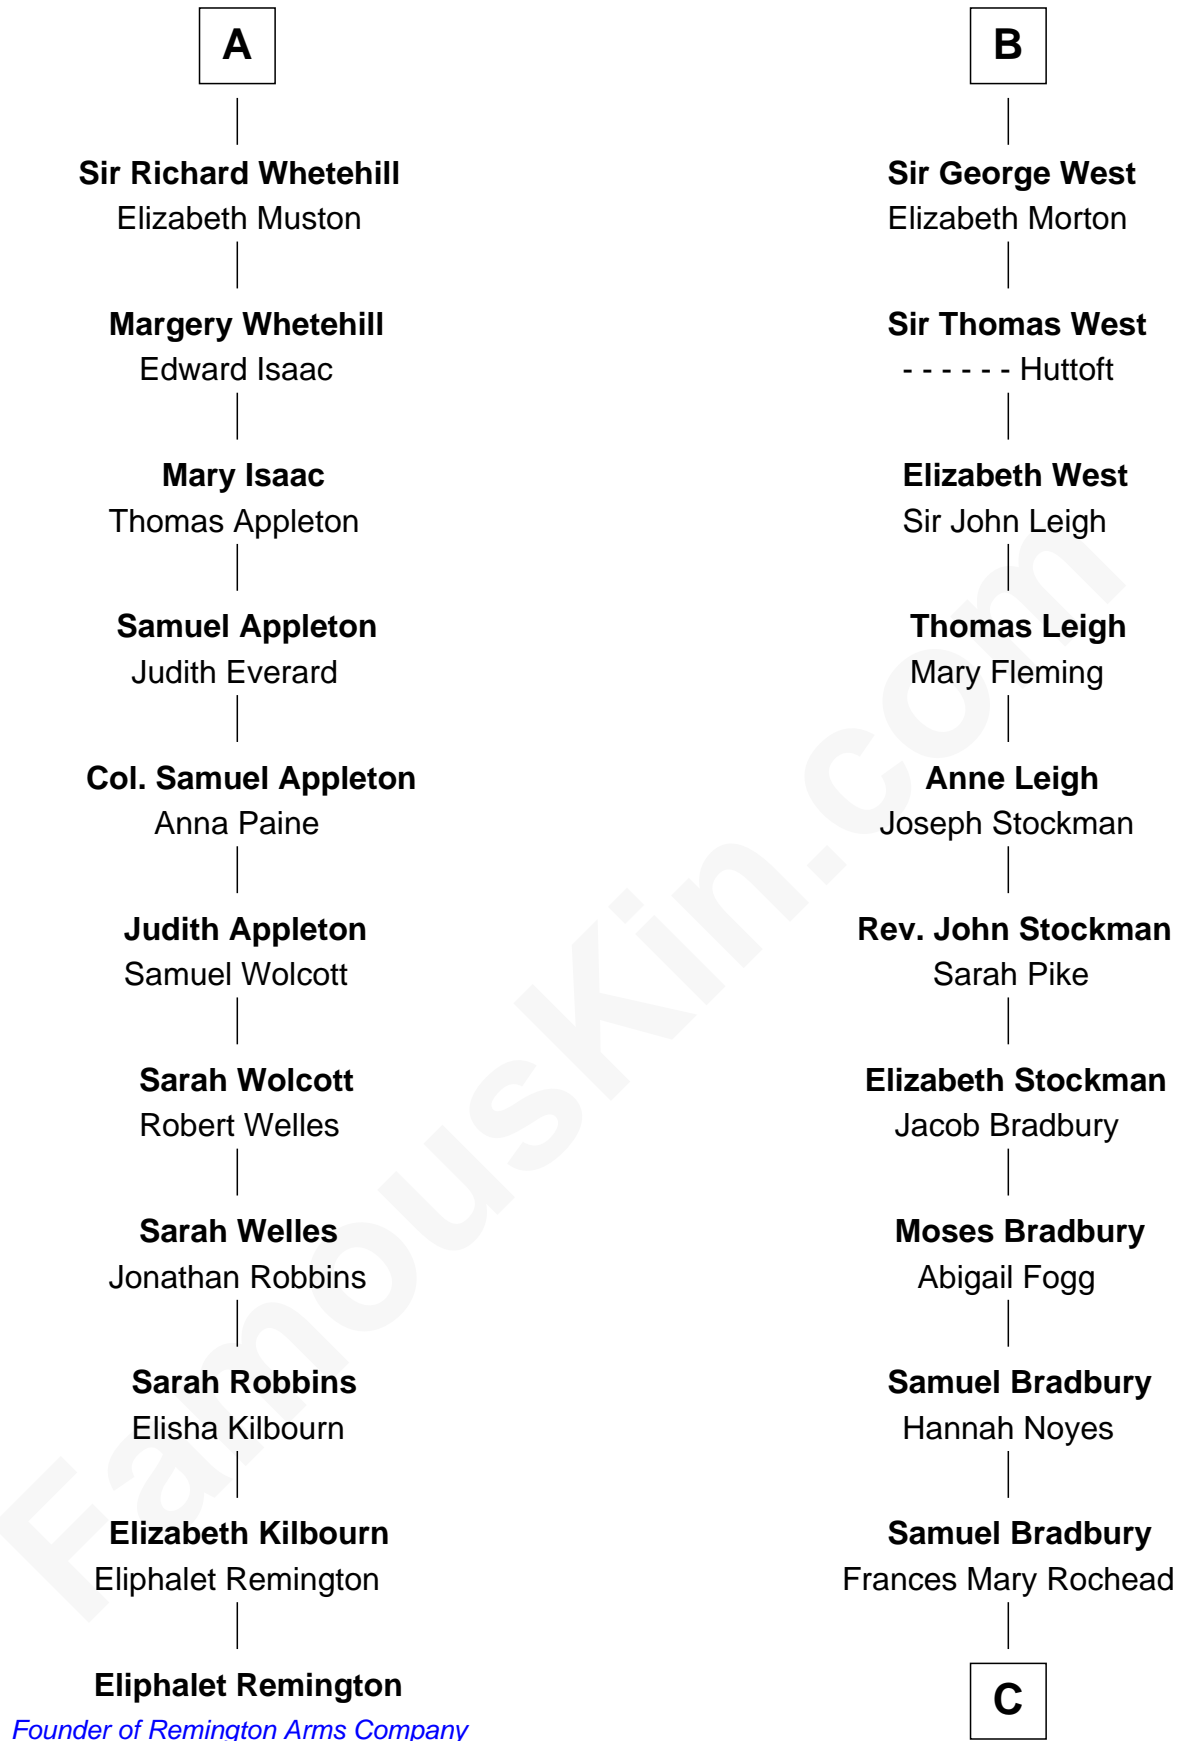 A
Sir Richard Whetehill
Elizabeth Muston
Margery Whetehill
Edward Isaac
Mary Isaac
Thomas Appleton
Samuel Appleton
Judith Everard
Col. Samuel Appleton
Anna Paine
Judith Appleton
Samuel Wolcott
Sarah Wolcott
Robert Welles
Sarah Welles
Jonathan Robbins
Sarah Robbins
Elisha Kilbourn
Elizabeth Kilbourn
Eliphalet Remington
Eliphalet Remington
Founder of Remington Arms Company
B
Sir George West
Elizabeth Morton
Sir Thomas West
- - - - - - Huttoft
Elizabeth West
Sir John Leigh
Thomas Leigh
Mary Fleming
Anne Leigh
Joseph Stockman
Rev. John Stockman
Sarah Pike
Elizabeth Stockman
Jacob Bradbury
Moses Bradbury
Abigail Fogg
Samuel Bradbury
Hannah Noyes
Samuel Bradbury
Frances Mary Rochead
C
FamousKin.com